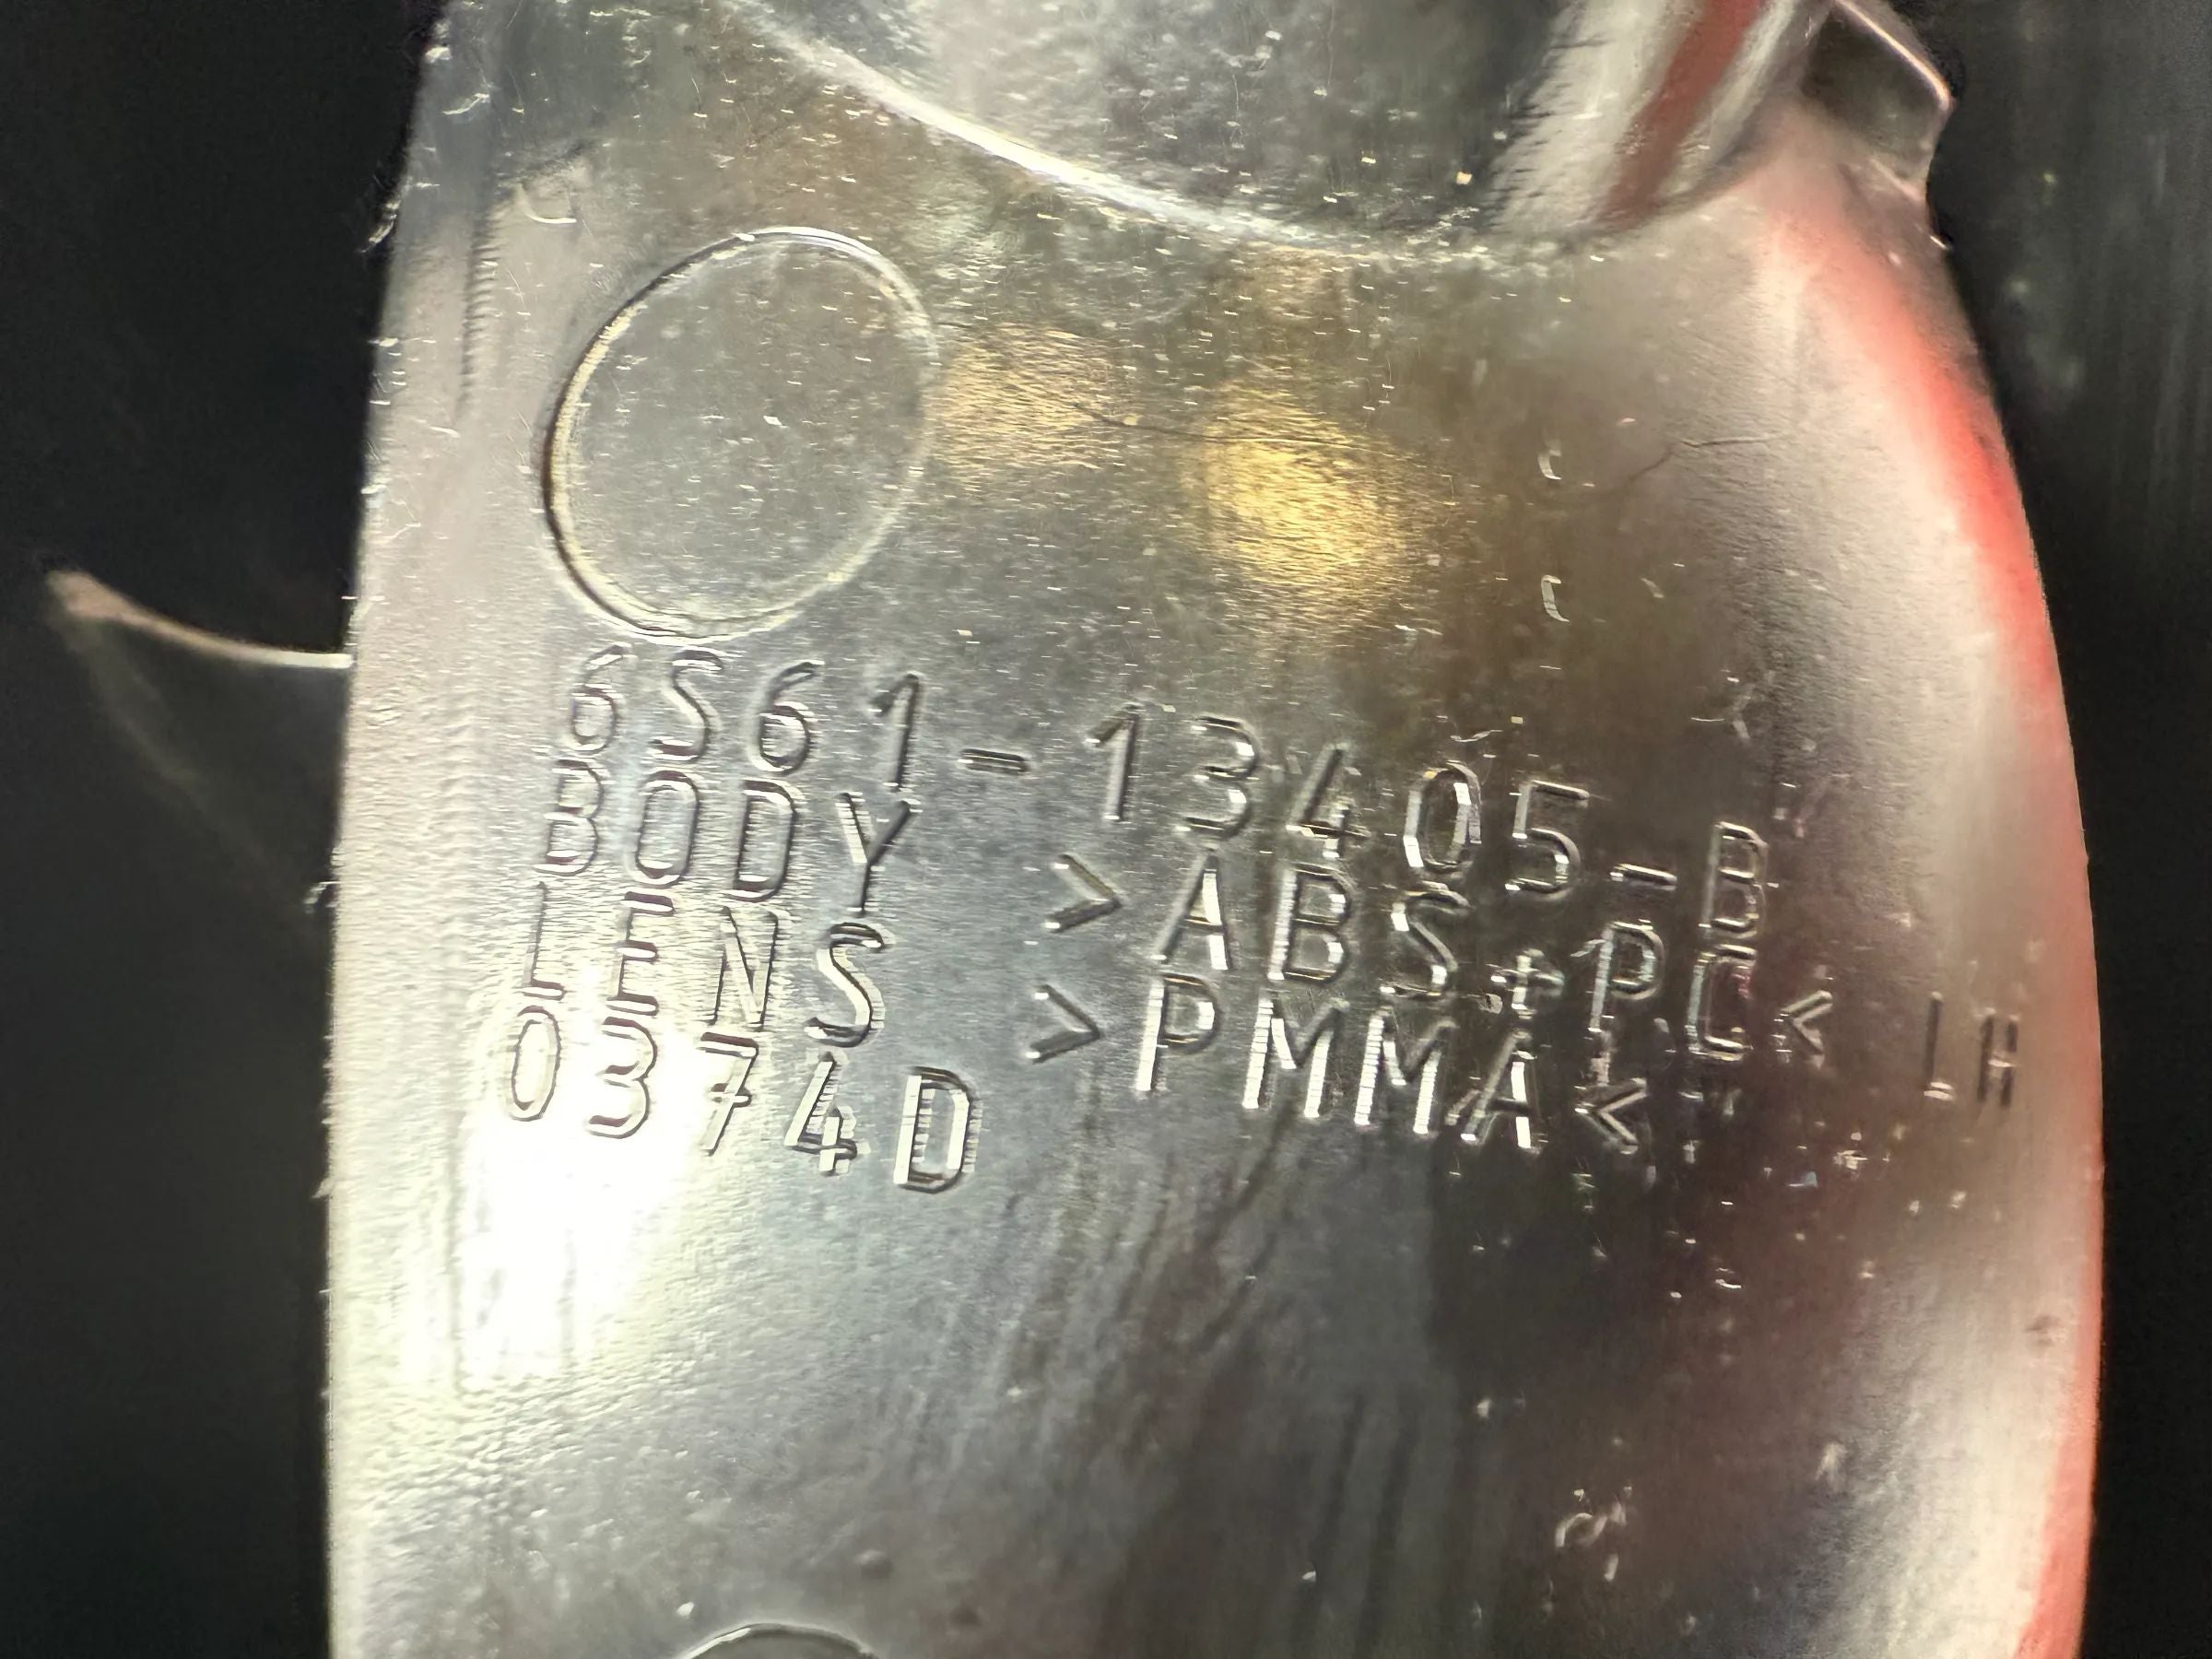 6S61-13405-B
BODY >ABS+PC< LH
LENS >PMMA<
0374D